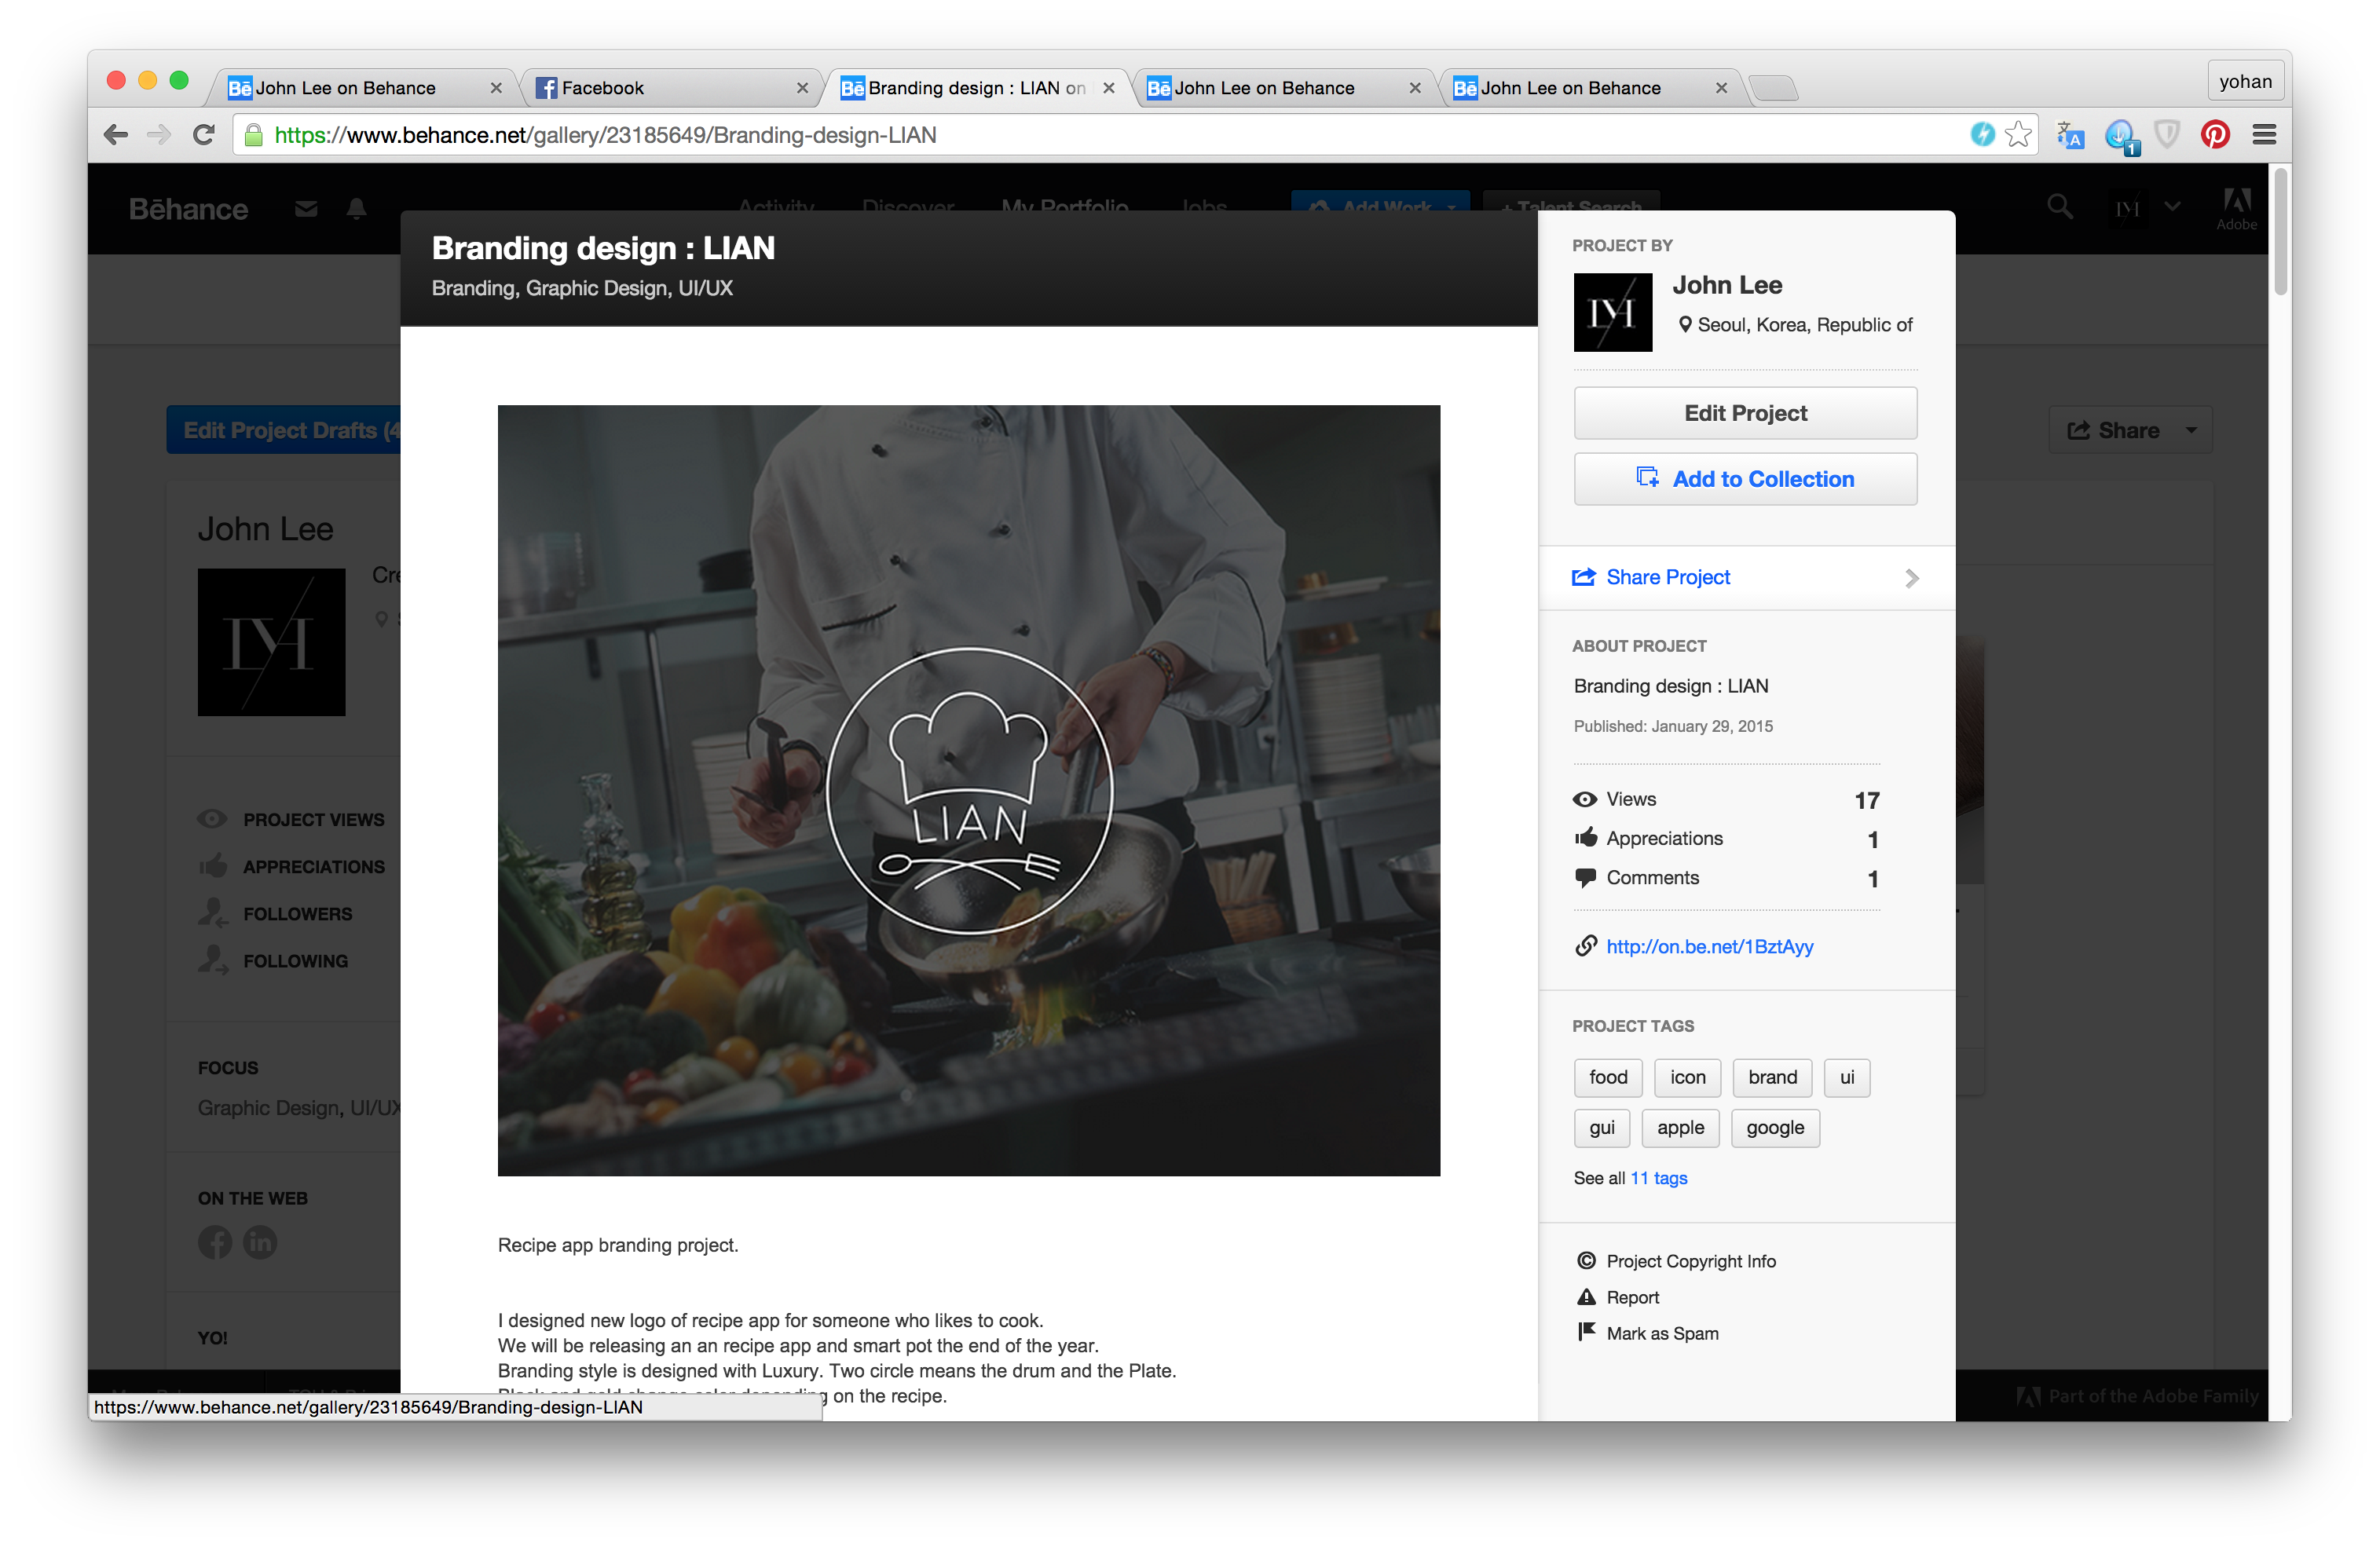 John Lee on Behance
Facebook
Branding design : LIAN on
John Lee on Behance
John Lee on Behance
yohan
https://www.behance.net/gallery/23185649/Branding-design-LIAN
1
Bēhance
Activity
Discover
My Portfolio
Jobs
Add Work
+ Talent Search
Adobe
Branding design : LIAN
Branding, Graphic Design, UI/UX
PROJECT BY
John Lee
Seoul, Korea, Republic of
Edit Project
Add to Collection
Share Project
ABOUT PROJECT
Branding design : LIAN
Published: January 29, 2015
Views 17
Appreciations 1
Comments 1
http://on.be.net/1BztAyy
PROJECT TAGS
food icon brand ui
gui apple google
See all 11 tags
Project Copyright Info
Report
Mark as Spam
Edit Project Drafts (4
Share
John Lee
PROJECT VIEWS
APPRECIATIONS
FOLLOWERS
FOLLOWING
FOCUS
Graphic Design, UI/UX
ON THE WEB
YO!
LIAN
Recipe app branding project.
I designed new logo of recipe app for someone who likes to cook.
We will be releasing an an recipe app and smart pot the end of the year.
Branding style is designed with Luxury. Two circle means the drum and the Plate.
Black and gold change color depending on the recipe.
https://www.behance.net/gallery/23185649/Branding-design-LIAN
Part of the Adobe Family